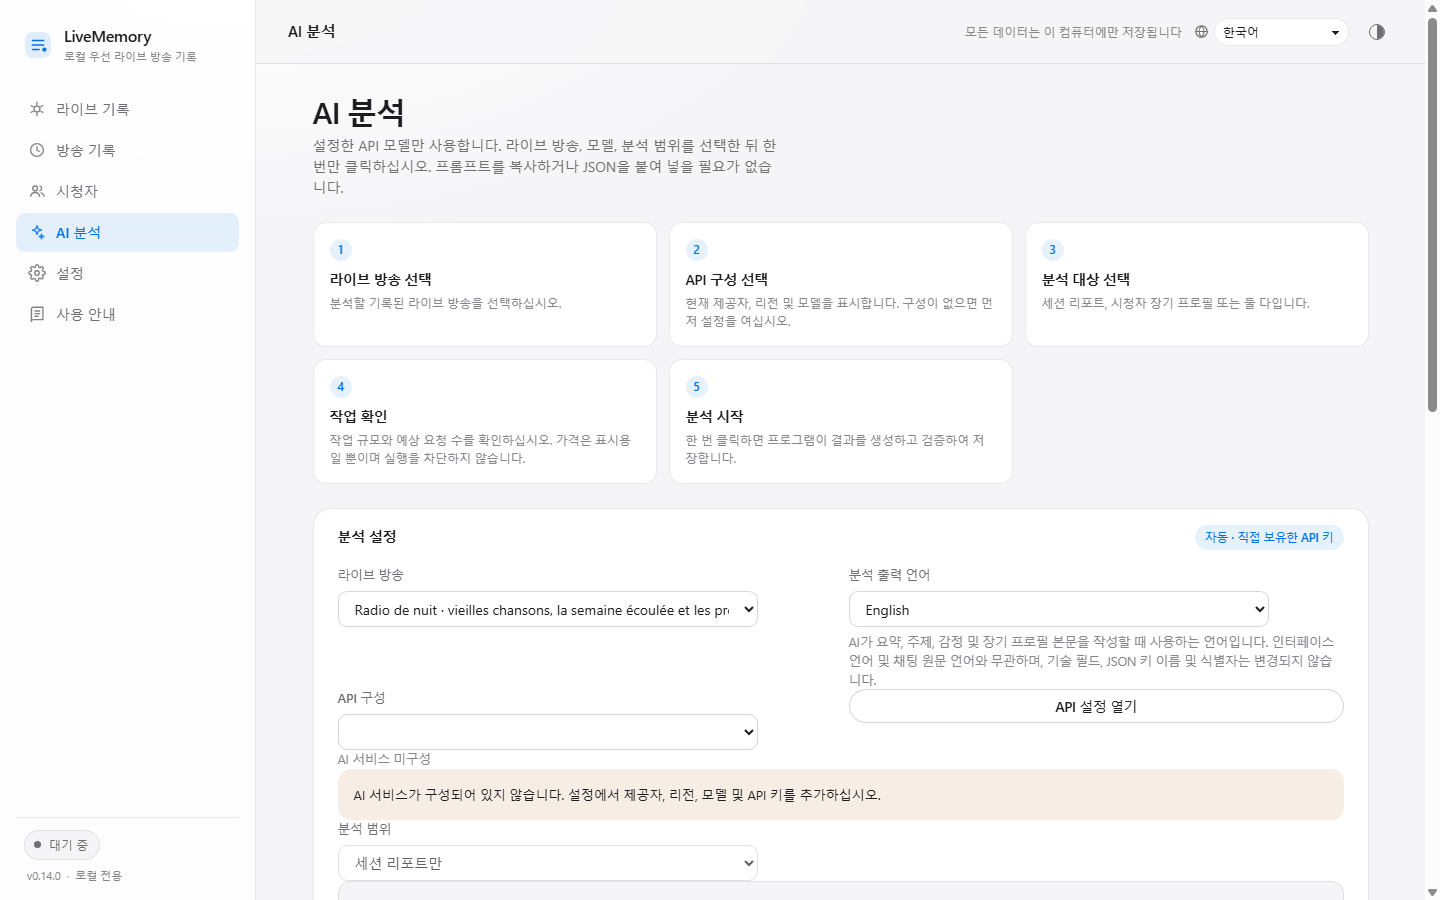 LiveMemory
로컬 우선 라이브 방송 기록
라이브 기록
방송 기록
시청자
AI 분석
설정
사용 안내
대기 중
v0.14.0 · 로컬 전용
AI 분석
모든 데이터는 이 컴퓨터에만 저장됩니다
한국어
AI 분석
설정한 API 모델만 사용합니다. 라이브 방송, 모델, 분석 범위를 선택한 뒤 한
번만 클릭하십시오. 프롬프트를 복사하거나 JSON을 붙여 넣을 필요가 없습
니다.
1
라이브 방송 선택
분석할 기록된 라이브 방송을 선택하십시오.
2
API 구성 선택
현재 제공자, 리전 및 모델을 표시합니다. 구성이 없으면 먼
저 설정을 여십시오.
3
분석 대상 선택
세션 리포트, 시청자 장기 프로필 또는 둘 다입니다.
4
작업 확인
작업 규모와 예상 요청 수를 확인하십시오. 가격은 표시용
일 뿐이며 실행을 차단하지 않습니다.
5
분석 시작
한 번 클릭하면 프로그램이 결과를 생성하고 검증하여 저
장합니다.
분석 설정
자동 · 직접 보유한 API 키
라이브 방송
Radio de nuit · vieilles chansons, la semaine écoulée et les pr
분석 출력 언어
English
AI가 요약, 주제, 감정 및 장기 프로필 본문을 작성할 때 사용하는 언어입니다. 인터페이스
언어 및 채팅 원문 언어와 무관하며, 기술 필드, JSON 키 이름 및 식별자는 변경되지 않습
니다.
API 구성
API 설정 열기
AI 서비스 미구성
AI 서비스가 구성되어 있지 않습니다. 설정에서 제공자, 리전, 모델 및 API 키를 추가하십시오.
분석 범위
세션 리포트만